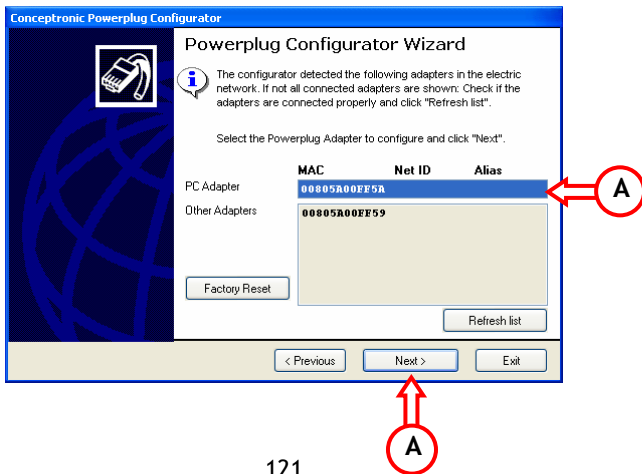 Conceptronic Powerplug Configurator
Powerplug Configurator Wizard
The configurator detected the following adapters in the electric
network. If not all connected adapters are shown: Check if the
adapters are connected properly and click "Refresh list".
Select the Powerplug Adapter to configure and click "Next".
MAC Net ID Alias
PC Adapter 00805A00FF5A
A
Other Adapters 00805A00FF59
Factory Reset
Refresh list
< Previous Next > Exit
A
121